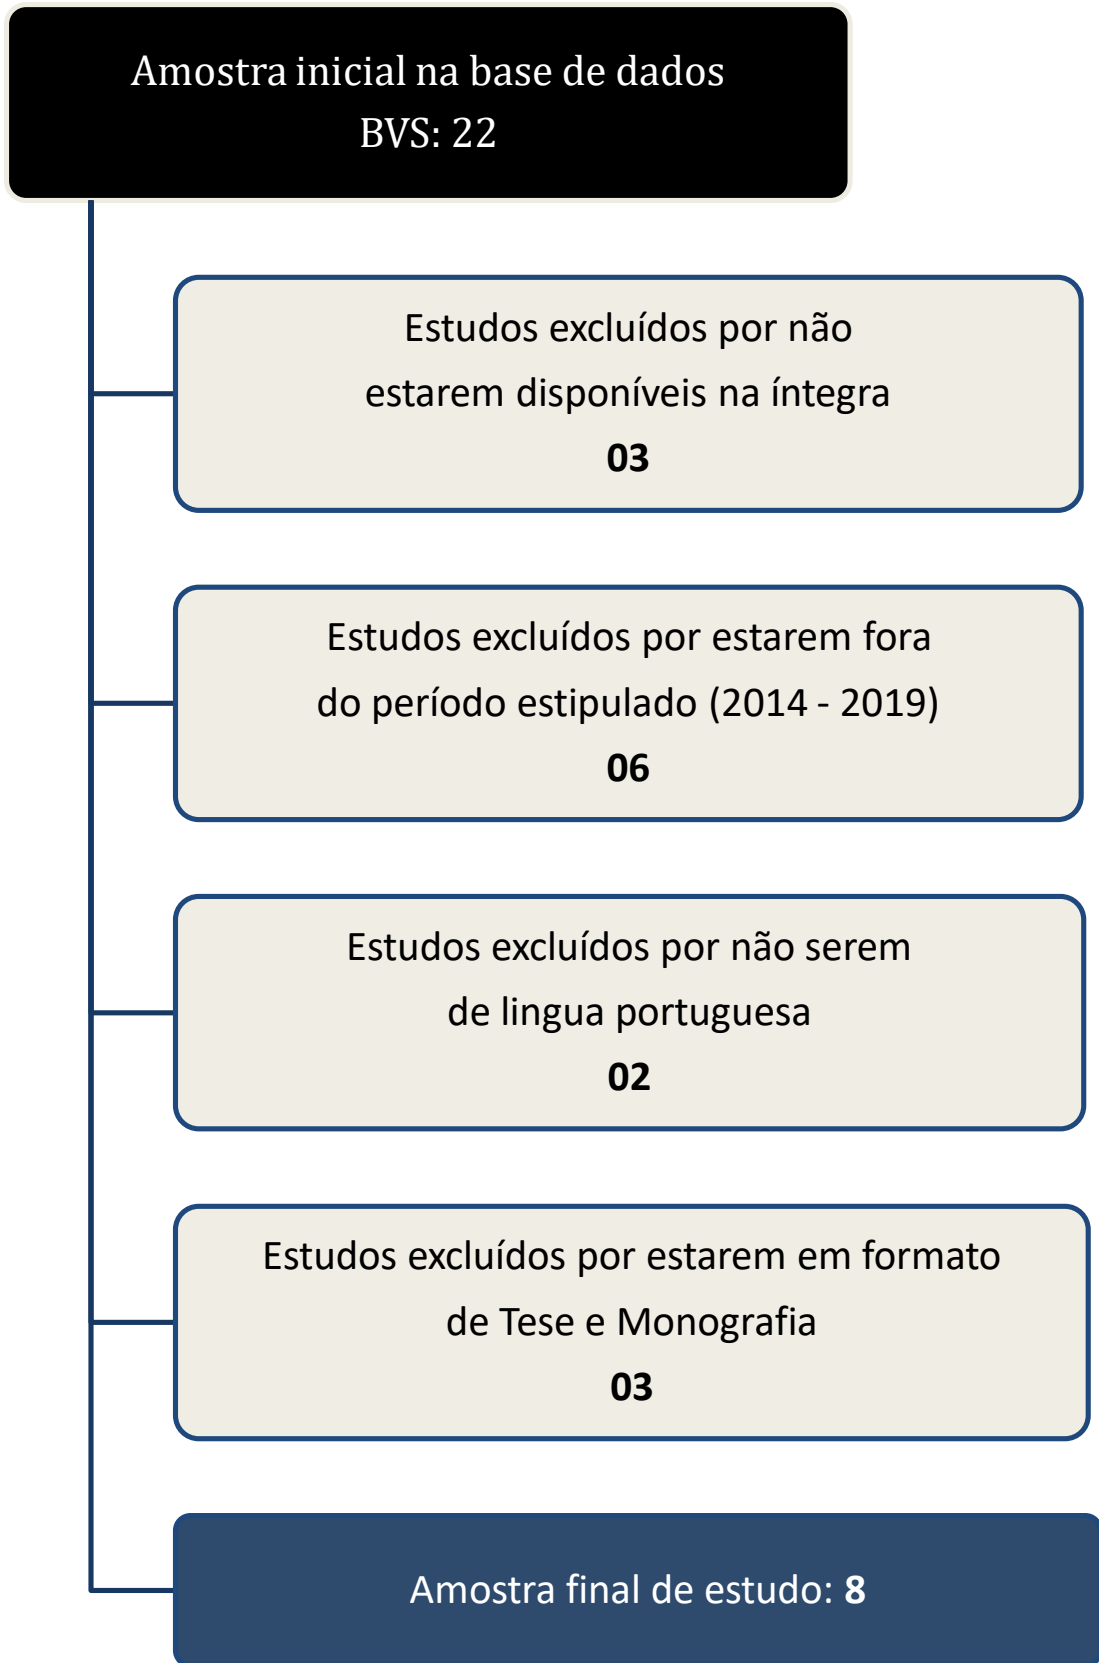 Amostra inicial na base de dados
BVS: 22
Estudos excluídos por não
estarem disponíveis na íntegra
03
Estudos excluídos por estarem fora
do período estipulado (2014 - 2019)
06
Estudos excluídos por não serem
de lingua portuguesa
02
Estudos excluídos por estarem em formato
de Tese e Monografia
03
Amostra final de estudo: 8